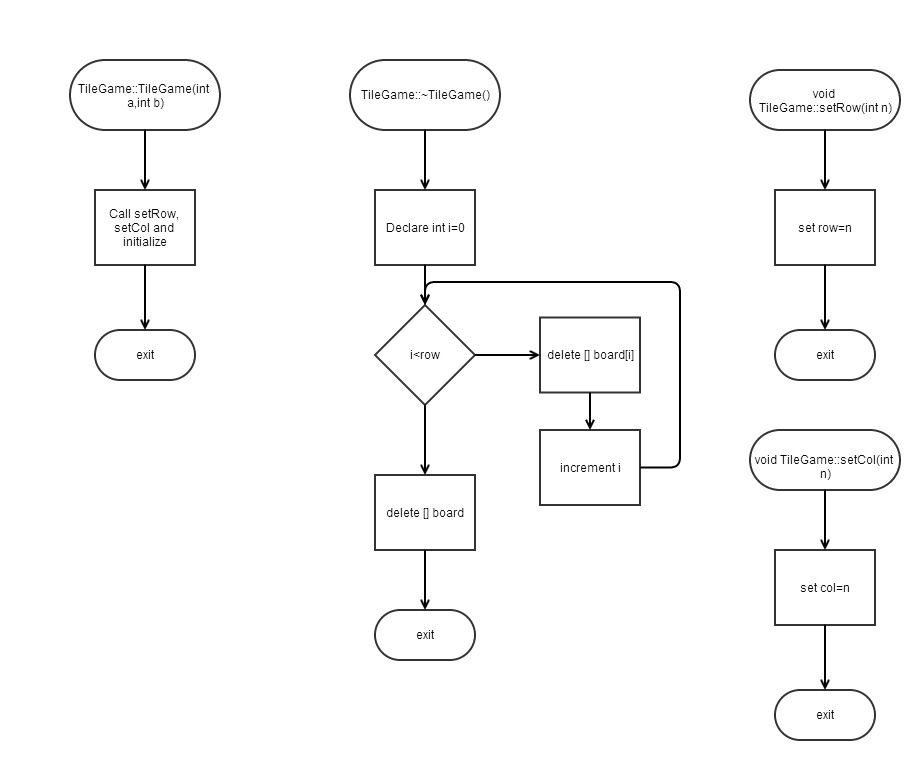 TileGame::TileGame(int
a,int b)
Call setRow,
setCol and
initialize
exit
TileGame::~TileGame()
Declare int i=0
i<row
delete [] board[i]
increment i
delete [] board
exit
void
TileGame::setRow(int n)
set row=n
exit
void TileGame::setCol(int
n)
set col=n
exit